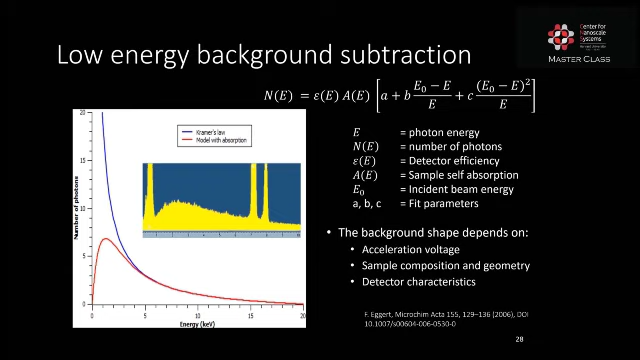 Center for
Nanoscale
Systems
MASTER CLASS
Low energy background subtraction
N(E) = ε(E) A(E) [a + b (E₀ − E)/E + c (E₀ − E)²/E]
Kramer's law
Model with absorption
Number of photons
20
15
10
5
0
0 5 10 15 20
Energy (keV)
E = photon energy
N(E) = number of photons
ε(E) = Detector efficiency
A(E) = Sample self absorption
E₀ = Incident beam energy
a, b, c = Fit parameters
• The background shape depends on:
• Acceleration voltage
• Sample composition and geometry
• Detector characteristics
F. Eggert, Microchim Acta 155, 129–136 (2006), DOI
10.1007/s00604-006-0530-0
28